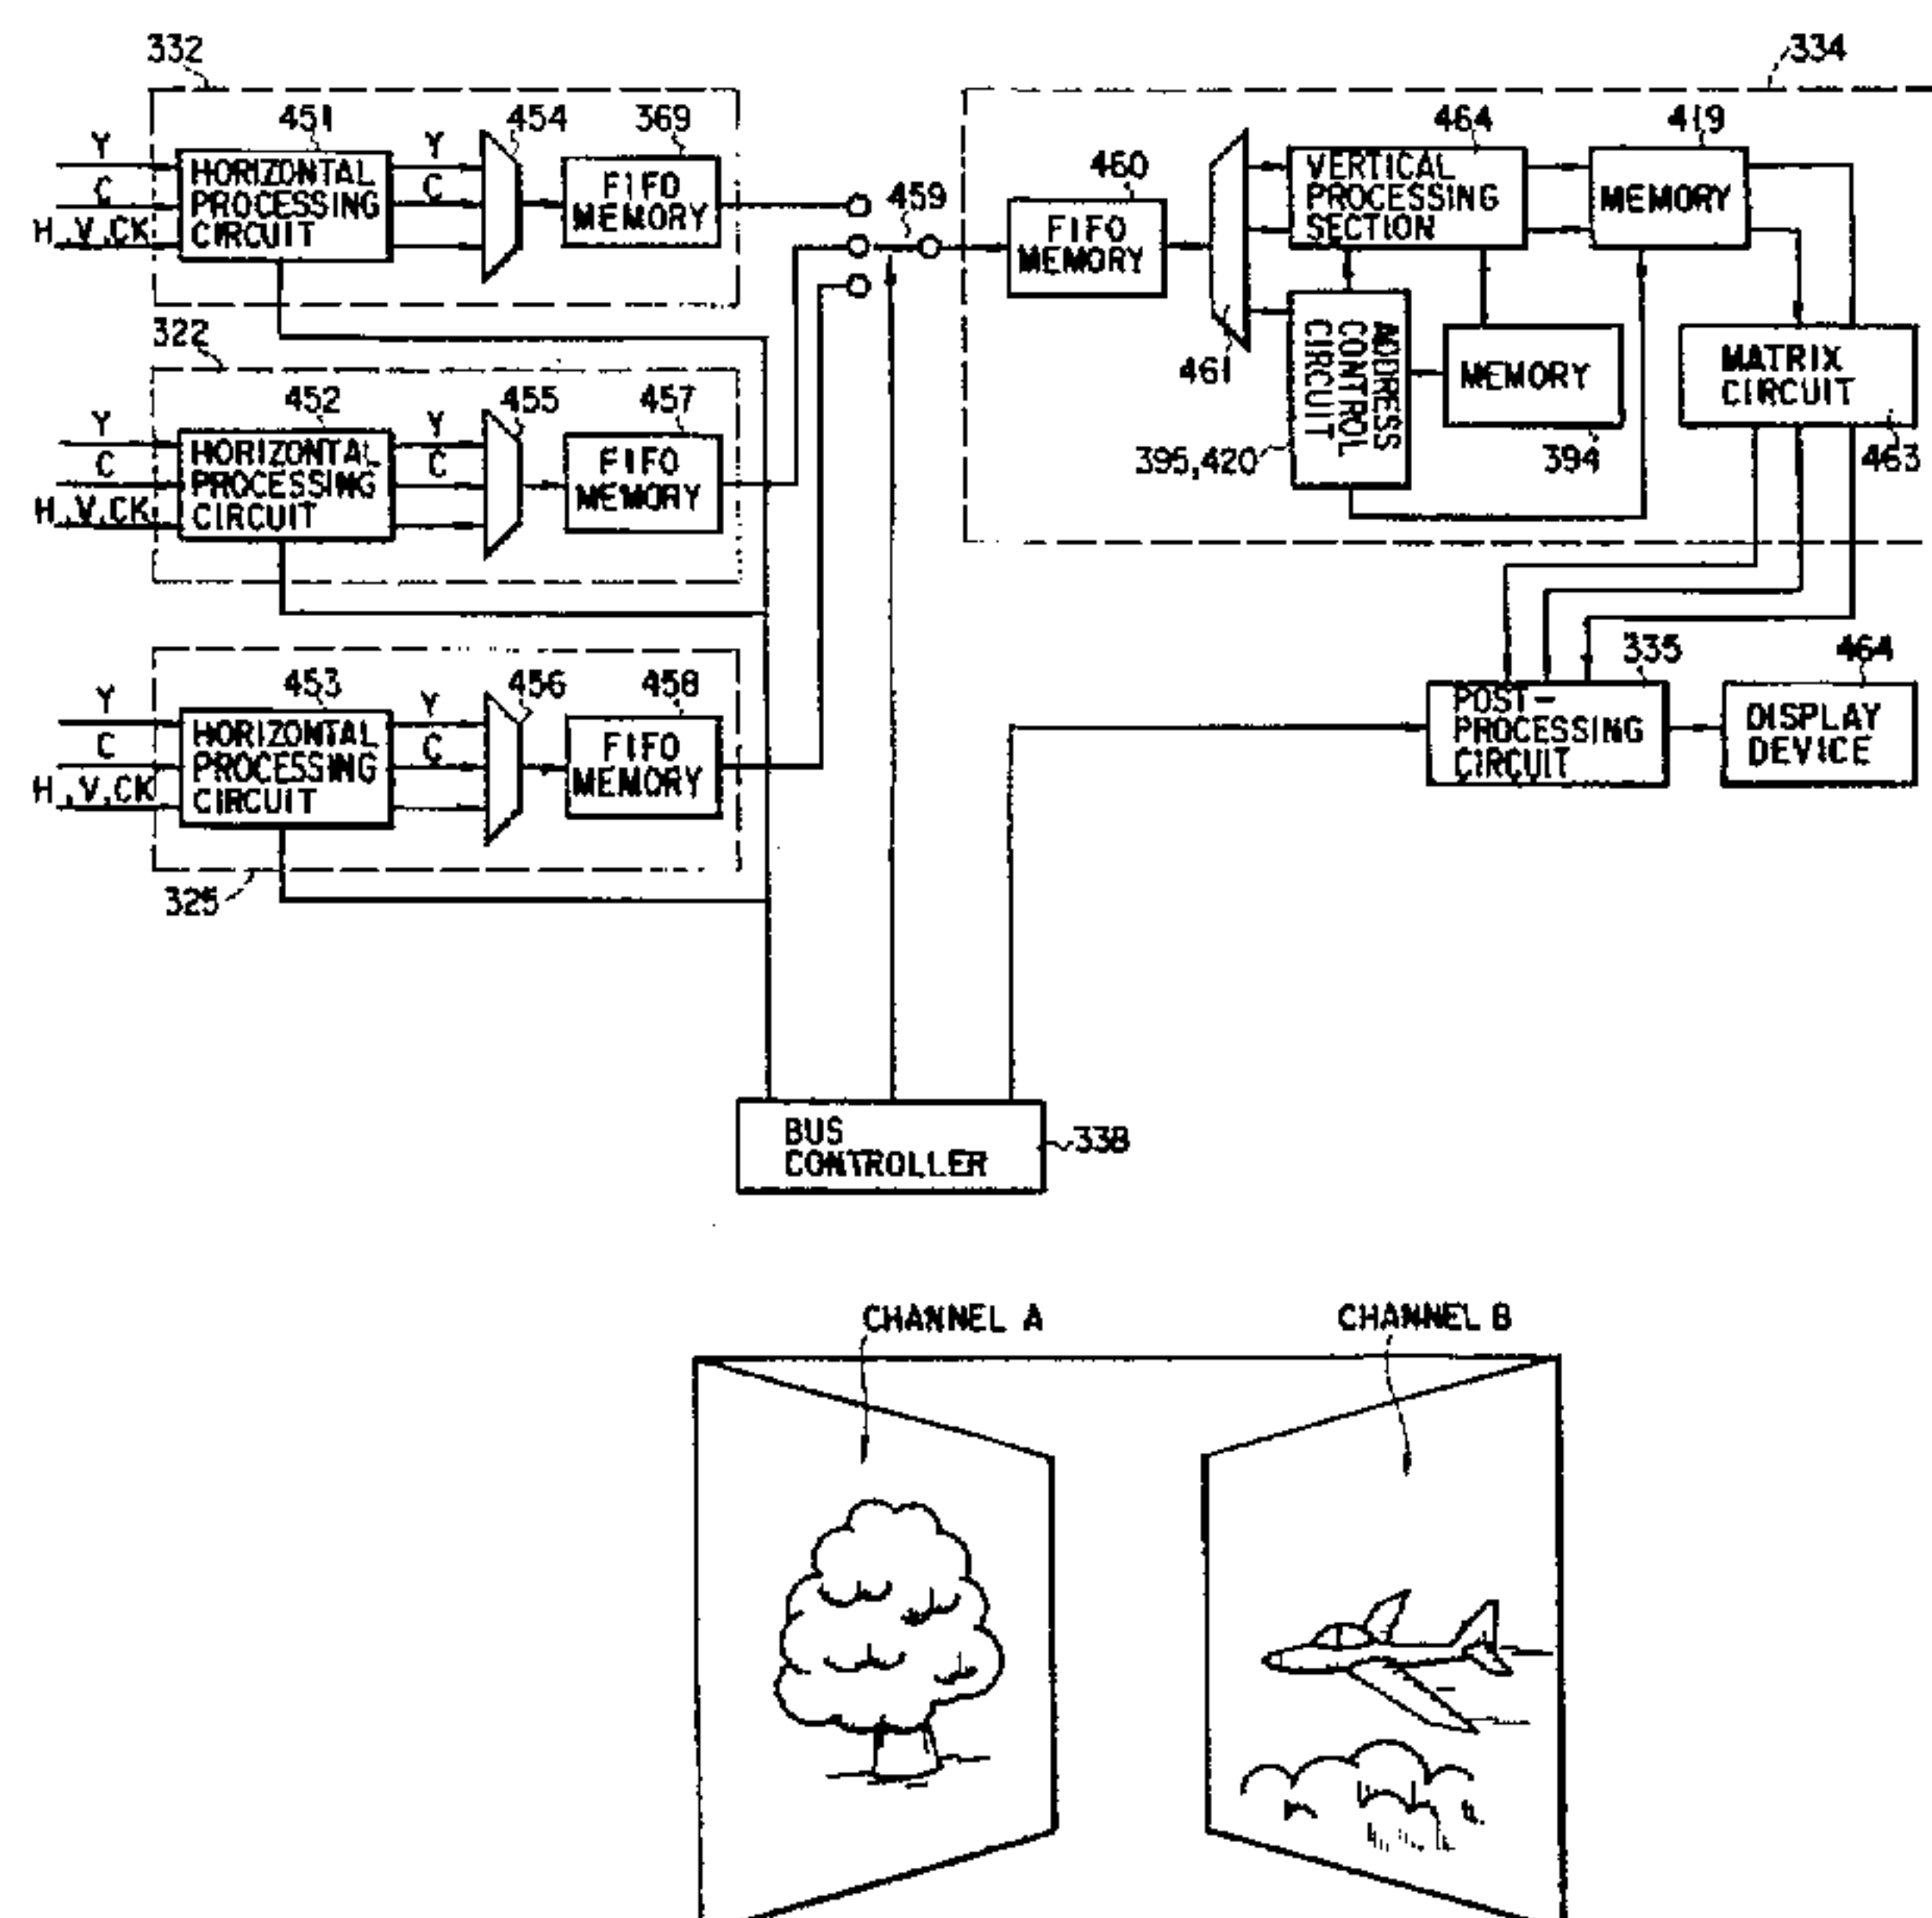 332
334
451
454
369
464
419
Y
Y
460
HORIZONTAL
PROCESSING
CIRCUIT
FIFO
MEMORY
VERTICAL
PROCESSING
SECTION
MEMORY
C
C
H,V,CK
459
FIFO
MEMORY
322
461
ADDRESS
CONTROL
CIRCUIT
MEMORY
MATRIX
CIRCUIT
395,420
394
463
452
455
457
Y
Y
HORIZONTAL
PROCESSING
CIRCUIT
FIFO
MEMORY
C
C
H,V,CK
335
464
453
456
458
Y
Y
HORIZONTAL
PROCESSING
CIRCUIT
FIFO
MEMORY
C
C
H,V,CK
POST-
PROCESSING
CIRCUIT
DISPLAY
DEVICE
325
BUS
CONTROLLER
338
CHANNEL A
CHANNEL B